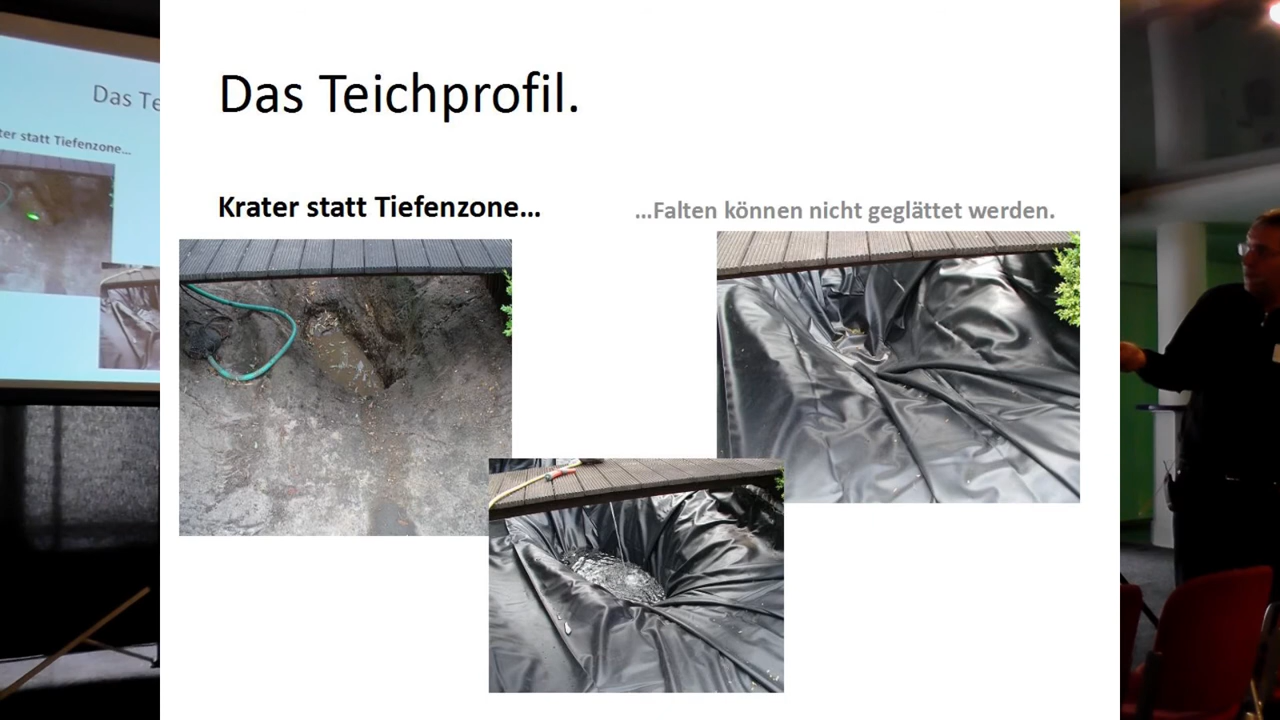 Das Teichprofil.
Krater statt Tiefenzone...
...Falten können nicht geglättet werden.
Das Te
ter statt Tiefenzone...